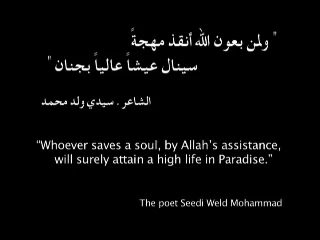 " ولمن بعون الله أنقذ مهجةً
سينال عيشاً عالياً بجنان "
الشاعر . سيدي ولد محمد
“Whoever saves a soul, by Allah’s assistance,
will surely attain a high life in Paradise.”
The poet Seedi Weld Mohammad